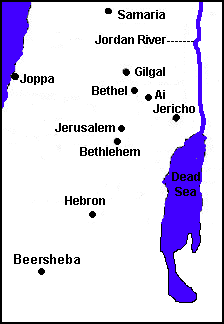 Samaria
Jordan River
Gilgal
Joppa
Bethel
Ai
Jericho
Jerusalem
Bethlehem
Dead
Sea
Hebron
Beersheba